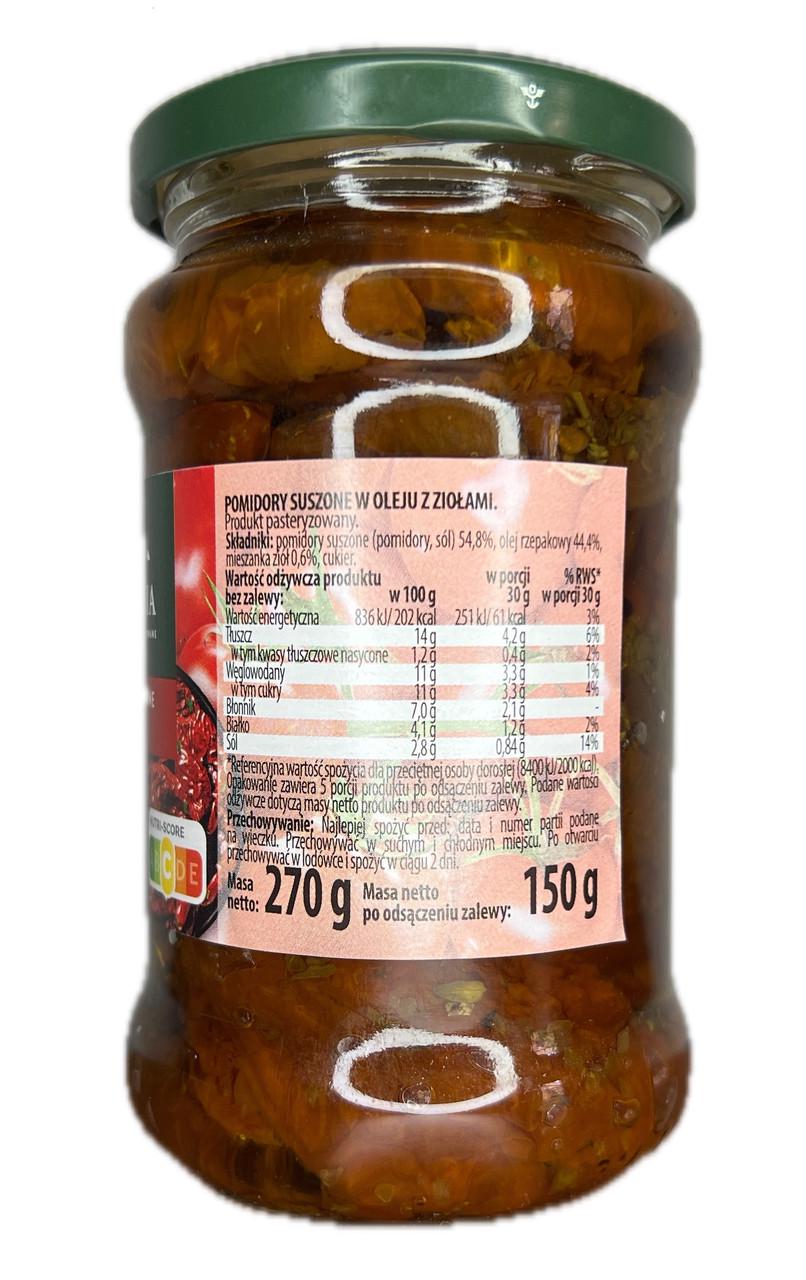 POMIDORY SUSZONE W OLEJU Z ZIOŁAMI.
Produkt pasteryzowany.
Składniki: pomidory suszone (pomidory, sól) 54,8%, olej rzepakowy 44,4%,
mieszanka ziół 0,6%, cukier.
Wartość odżywcza produktu w porcji % RWS*
bez zalewy: w 100 g 30 g w porcji 30 g
Wartość energetyczna 836 kJ/ 202 kcal 251 kJ/ 61 kcal 3%
Tłuszcz 14 g 4,2 g 6%
w tym kwasy tłuszczowe nasycone 1,2 g 0,4 g 2%
Węglowodany 11 g 3,3 g 1%
w tym cukry 11 g 3,3 g 4%
Błonnik 7,0 g 2,1 g -
Białko 4,1 g 1,2 g 2%
Sól 2,8 g 0,84 g 14%
*Referencyjna wartość spożycia dla przeciętnej osoby dorosłej (8400 kJ/2000 kcal).
Opakowanie zawiera 5 porcji produktu po odsączeniu zalewy. Podane wartości
odżywcze dotyczą masy netto produktu po odsączeniu zalewy.
Przechowywanie: Najlepiej spożyć przed: data i numer partii podane
na wieczku. Przechowywać w suchym i chłodnym miejscu. Po otwarciu
przechowywać w lodówce i spożyć w ciągu 2 dni.
Masa netto: 270 g Masa netto po odsączeniu zalewy: 150 g
NUTRI-SCORE
B C D E